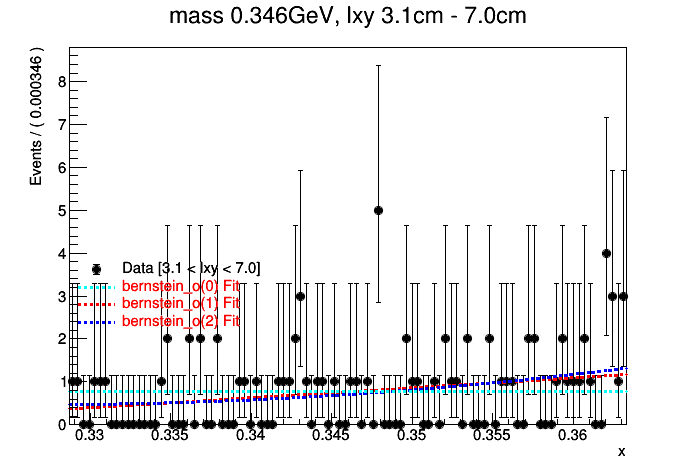 mass 0.346GeV, lxy 3.1cm - 7.0cm
Events / ( 0.000346 )
8
7
6
5
4
3
2
1
0
Data [3.1 < lxy < 7.0]
bernstein_o(0) Fit
bernstein_o(1) Fit
bernstein_o(2) Fit
0.33 0.335 0.34 0.345 0.35 0.355 0.36
x